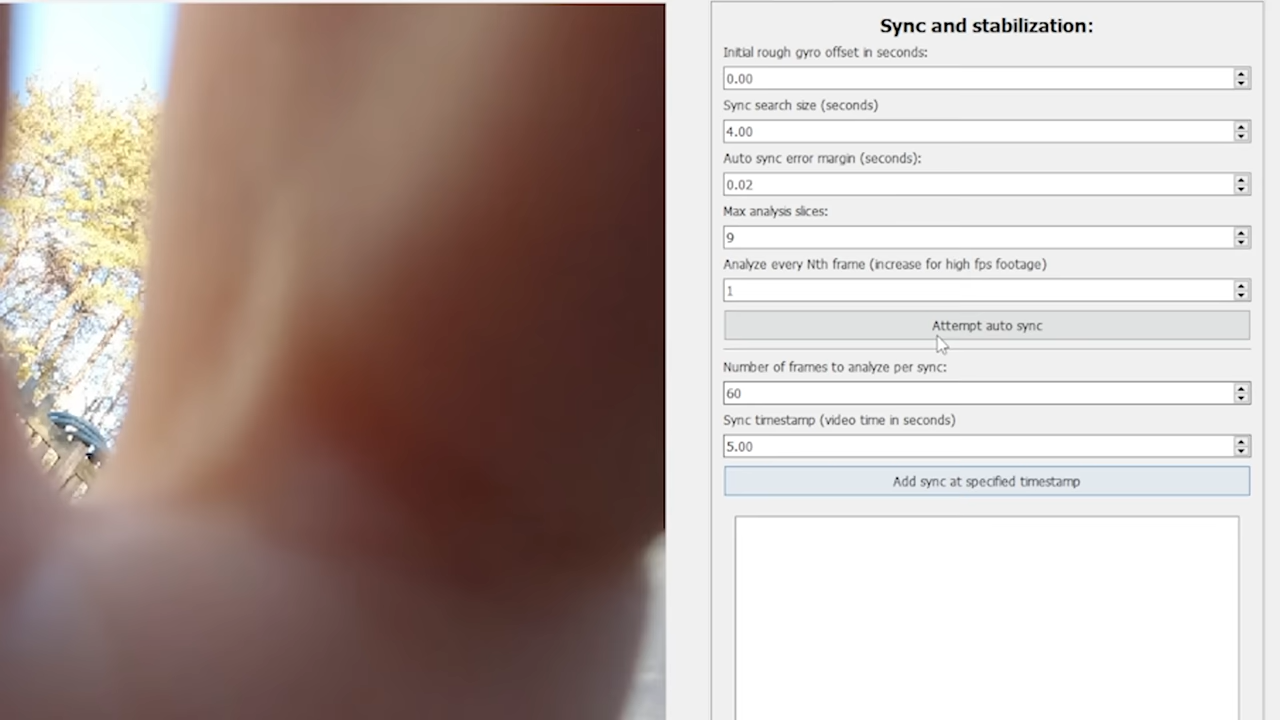 Sync and stabilization:
Initial rough gyro offset in seconds:
0.00
Sync search size (seconds)
4.00
Auto sync error margin (seconds):
0.02
Max analysis slices:
9
Analyze every Nth frame (increase for high fps footage)
1
Attempt auto sync
Number of frames to analyze per sync:
60
Sync timestamp (video time in seconds)
5.00
Add sync at specified timestamp